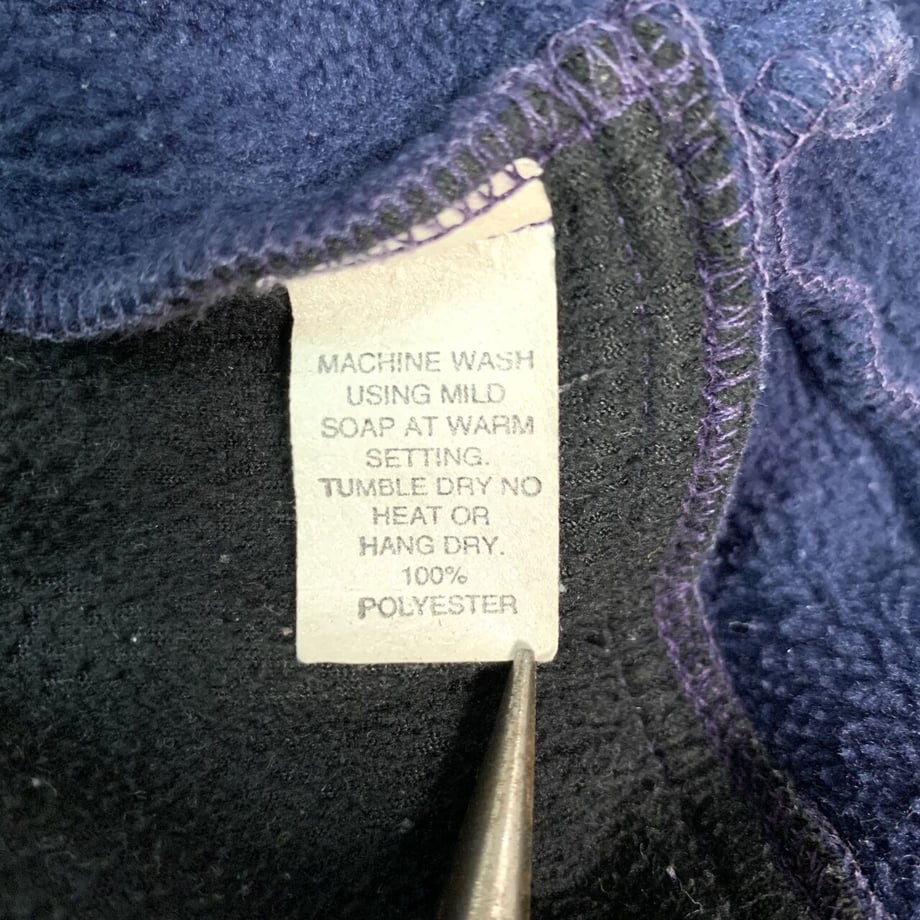 MACHINE WASH
USING MILD
SOAP AT WARM
SETTING.
TUMBLE DRY NO
HEAT OR
HANG DRY.
100%
POLYESTER